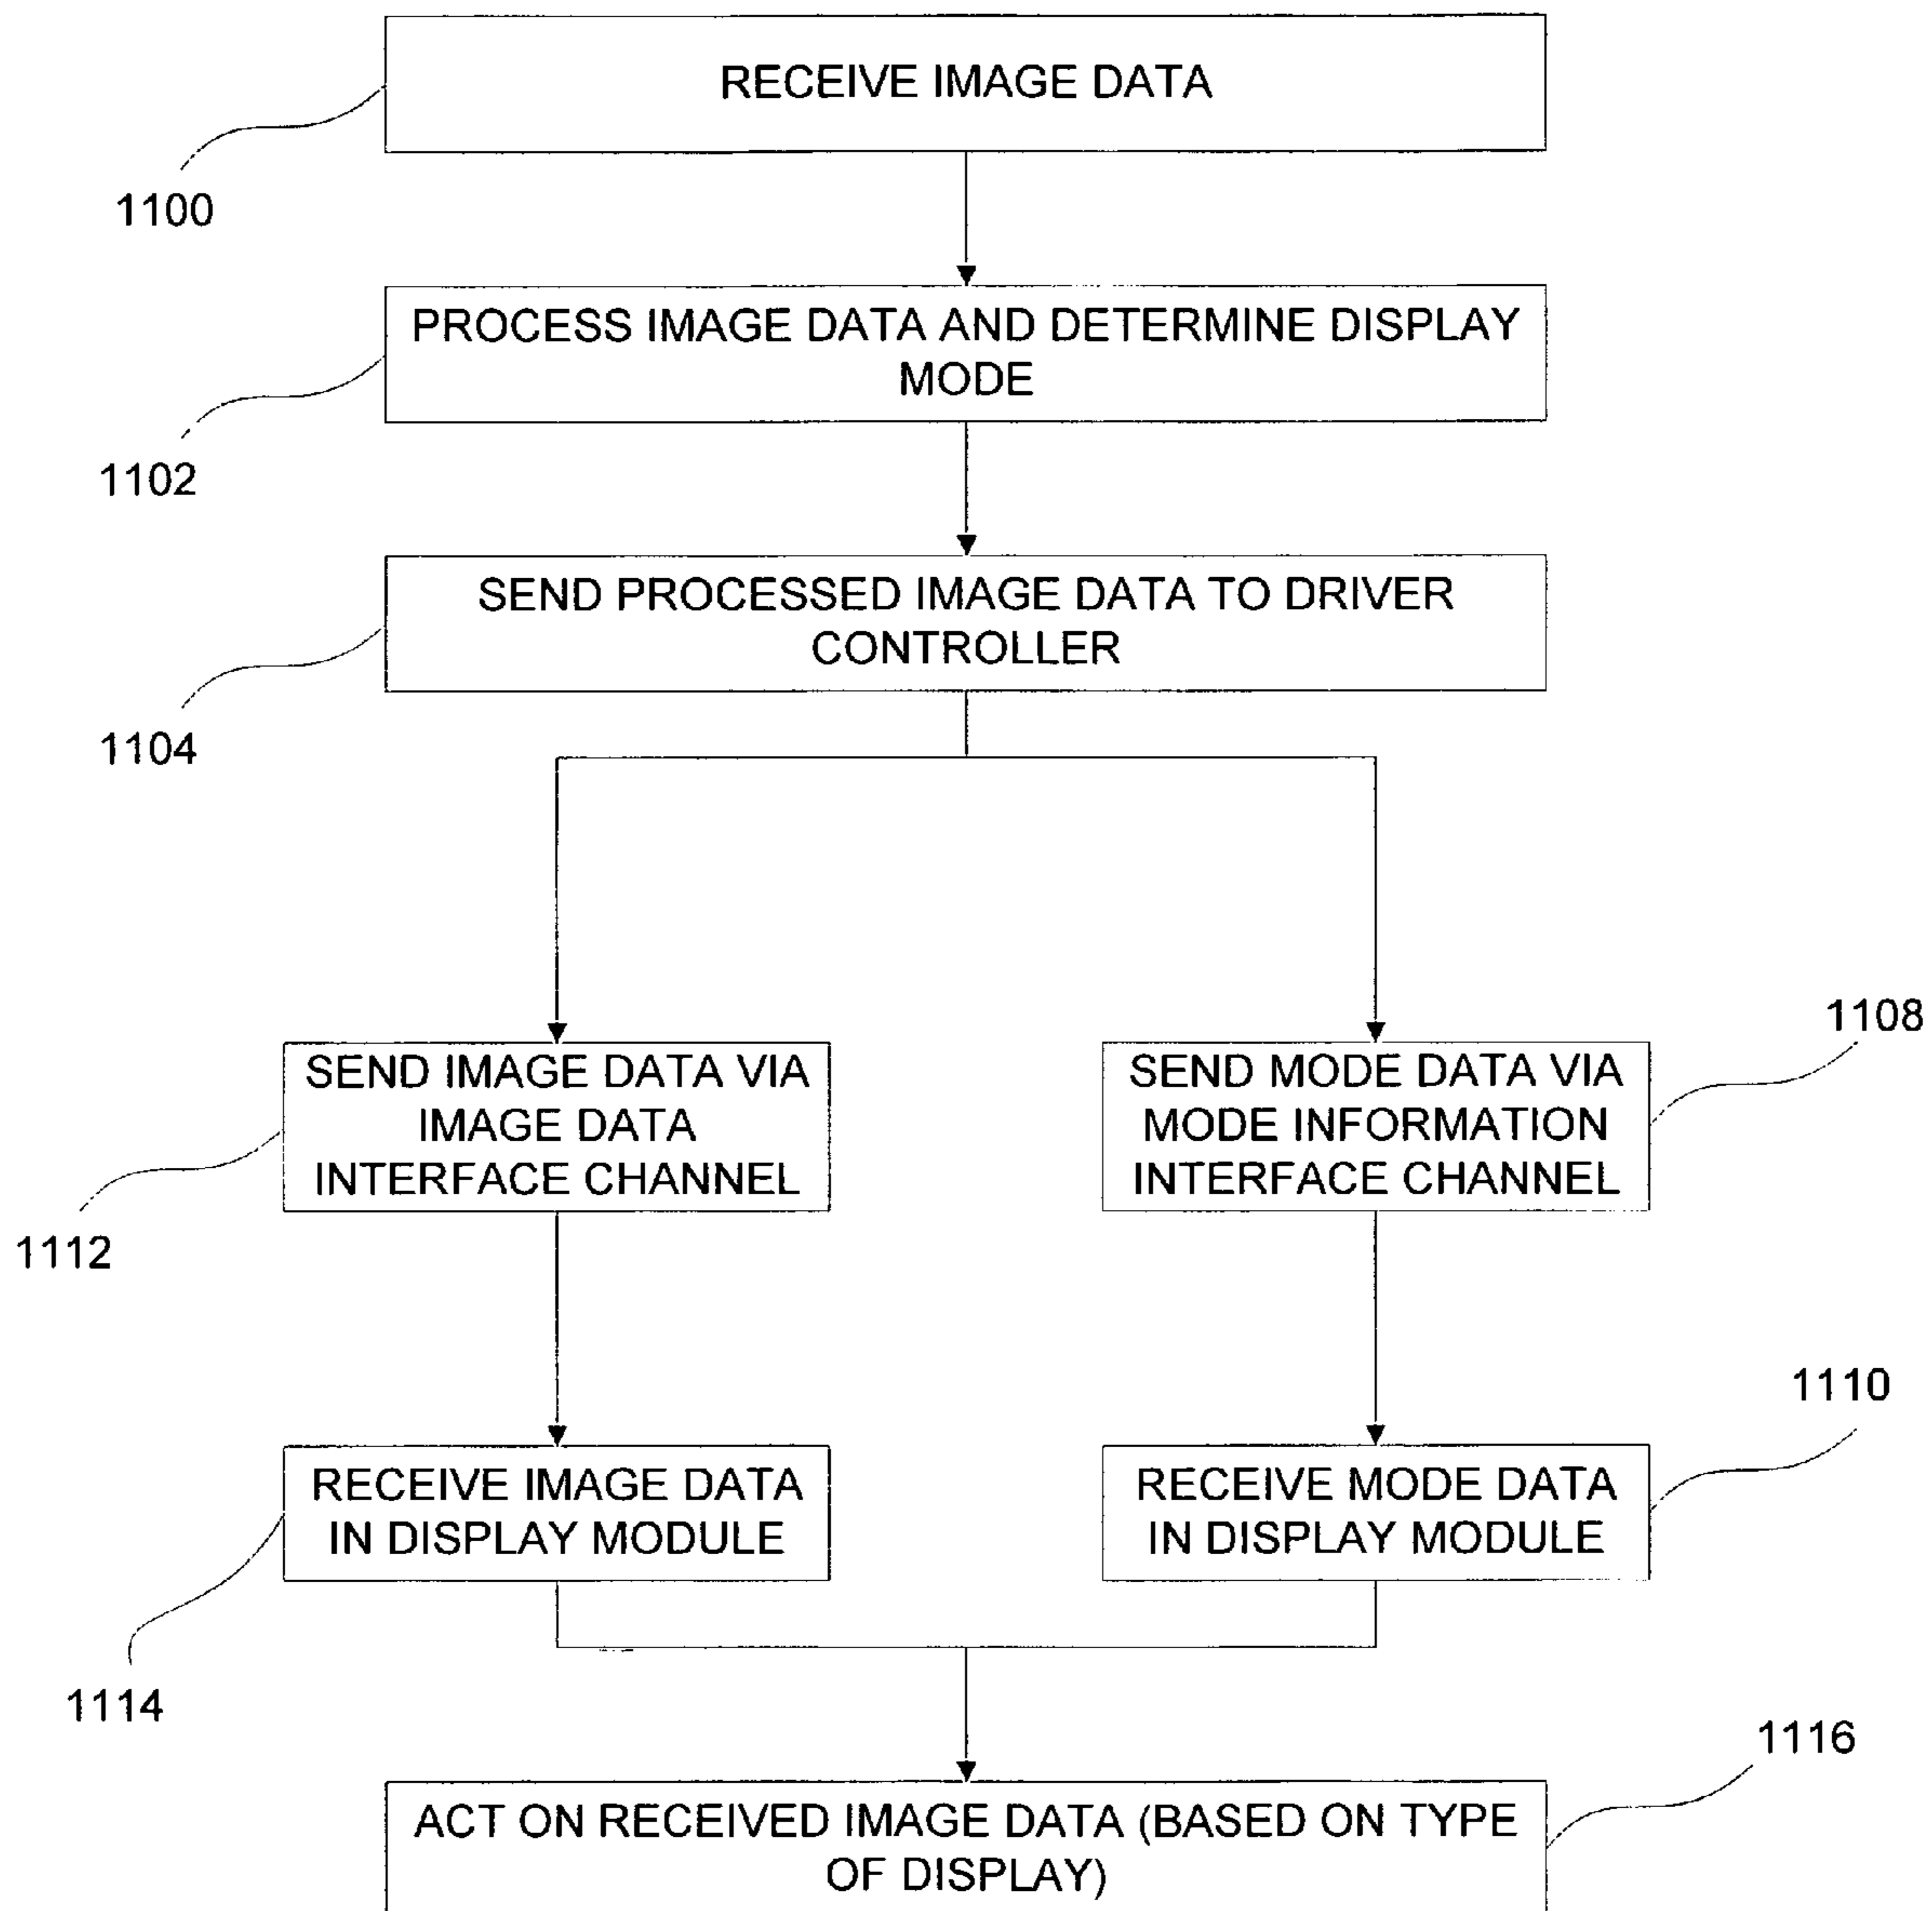 RECEIVE IMAGE DATA
1100
PROCESS IMAGE DATA AND DETERMINE DISPLAY
MODE
1102
SEND PROCESSED IMAGE DATA TO DRIVER
CONTROLLER
1104
SEND IMAGE DATA VIA
IMAGE DATA
INTERFACE CHANNEL
1112
SEND MODE DATA VIA
MODE INFORMATION
INTERFACE CHANNEL
1108
RECEIVE IMAGE DATA
IN DISPLAY MODULE
1114
RECEIVE MODE DATA
IN DISPLAY MODULE
1110
ACT ON RECEIVED IMAGE DATA (BASED ON TYPE
OF DISPLAY)
1116